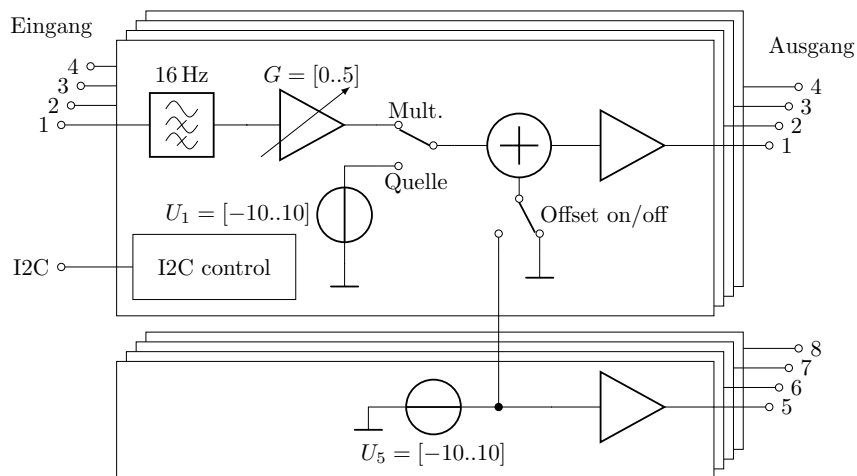 Eingang
Ausgang
16 Hz
G = [0..5]
4
3
2
1
Mult.
Quelle
4
3
2
1
U₁ = [−10..10]
Offset on/off
I2C
I2C control
8
7
6
5
U₅ = [−10..10]